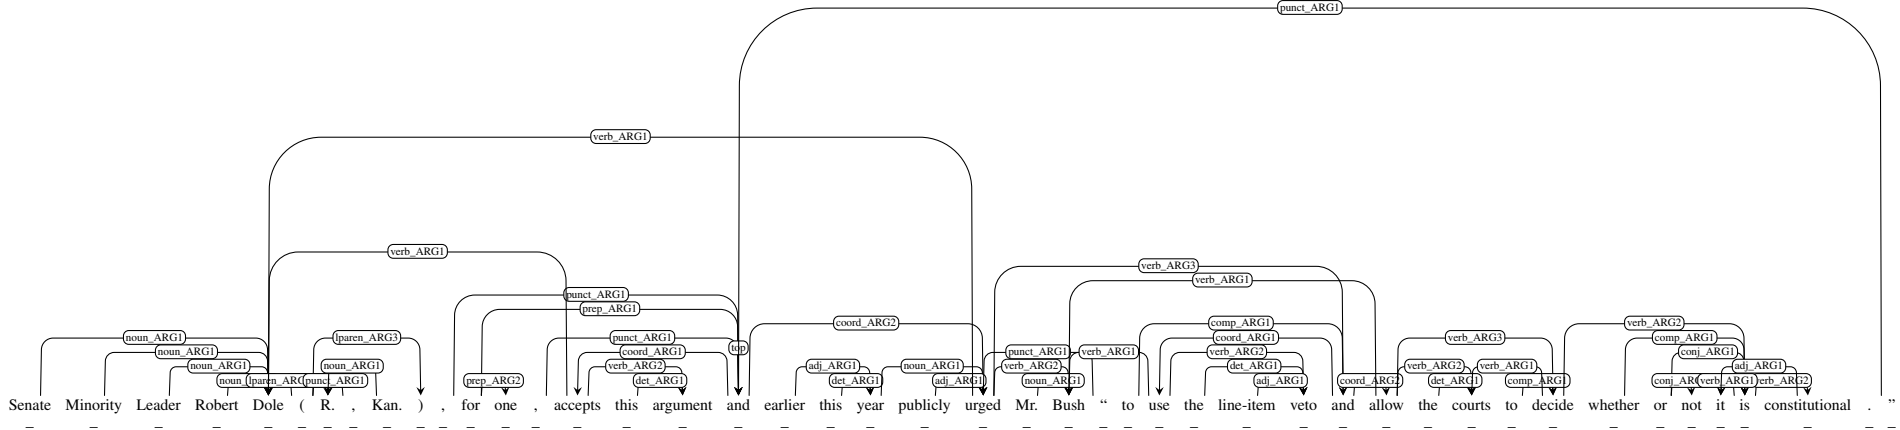 punct_ARG1
verb_ARG1
verb_ARG1
verb_ARG3
verb_ARG1
punct_ARG1
prep_ARG1
coord_ARG2 comp_ARG1 verb_ARG2
noun_ARG1 lparen_ARG3 punct_ARG1 coord_ARG1 verb_ARG3 comp_ARG1
top
noun_ARG1 coord_ARG1 punct_ARG1 verb_ARG1 verb_ARG2 conj_ARG1
noun_ARG1 noun_ARG1 verb_ARG2 adj_ARG1 noun_ARG1 verb_ARG2 det_ARG1 verb_ARG2 verb_ARG1 adj_ARG1
punct_ARG1 prep_ARG2 det_ARG1 det_ARG1 adj_ARG1 noun_ARG1 adj_ARG1 coord_ARG2 det_ARG1 comp_ARG1 verb_ARG1 verb_ARG2
Senate Minority Leader Robert Dole ( R. , Kan. ) , for one , accepts this argument and earlier this year publicly urged Mr. Bush “ to use the line-item veto and allow the courts to decide whether or not it is constitutional . ”
_ _ _ _ _ _ _ _ _ _ _ _ _ _ _ _ _ _ _ _ _ _ _ _ _ _ _ _ _ _ _ _ _ _ _ _ _ _ _ _ _ _ _ _ _ _